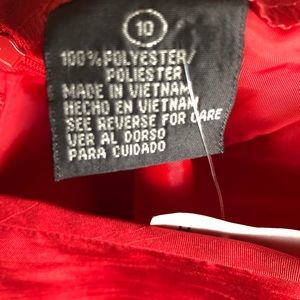 10
100% POLYESTER/
POLIESTER
MADE IN VIETNAM
HECHO EN VIETNAM
SEE REVERSE FOR CARE
VER AL DORSO
PARA CUIDADO